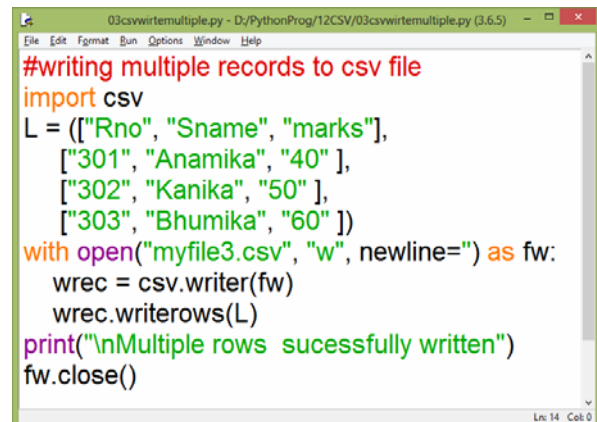 03csvwirtemultiple.py - D:/PythonProg/12CSV/03csvwirtemultiple.py (3.6.5)
File Edit Format Run Options Window Help
#writing multiple records to csv file
import csv
L = (["Rno", "Sname", "marks"],
["301", "Anamika", "40" ],
["302", "Kanika", "50" ],
["303", "Bhumika", "60" ])
with open("myfile3.csv", "w", newline='') as fw:
wrec = csv.writer(fw)
wrec.writerows(L)
print("\nMultiple rows  sucessfully written")
fw.close()
Ln: 14 Col: 0